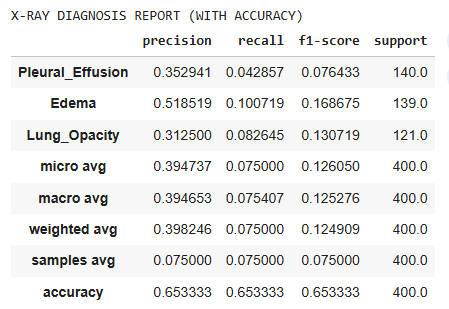 X-RAY DIAGNOSIS REPORT (WITH ACCURACY)
precision recall f1-score support
Pleural_Effusion 0.352941 0.042857 0.076433 140.0
Edema 0.518519 0.100719 0.168675 139.0
Lung_Opacity 0.312500 0.082645 0.130719 121.0
micro avg 0.394737 0.075000 0.126050 400.0
macro avg 0.394653 0.075407 0.125276 400.0
weighted avg 0.398246 0.075000 0.124909 400.0
samples avg 0.075000 0.075000 0.075000 400.0
accuracy 0.653333 0.653333 0.653333 400.0